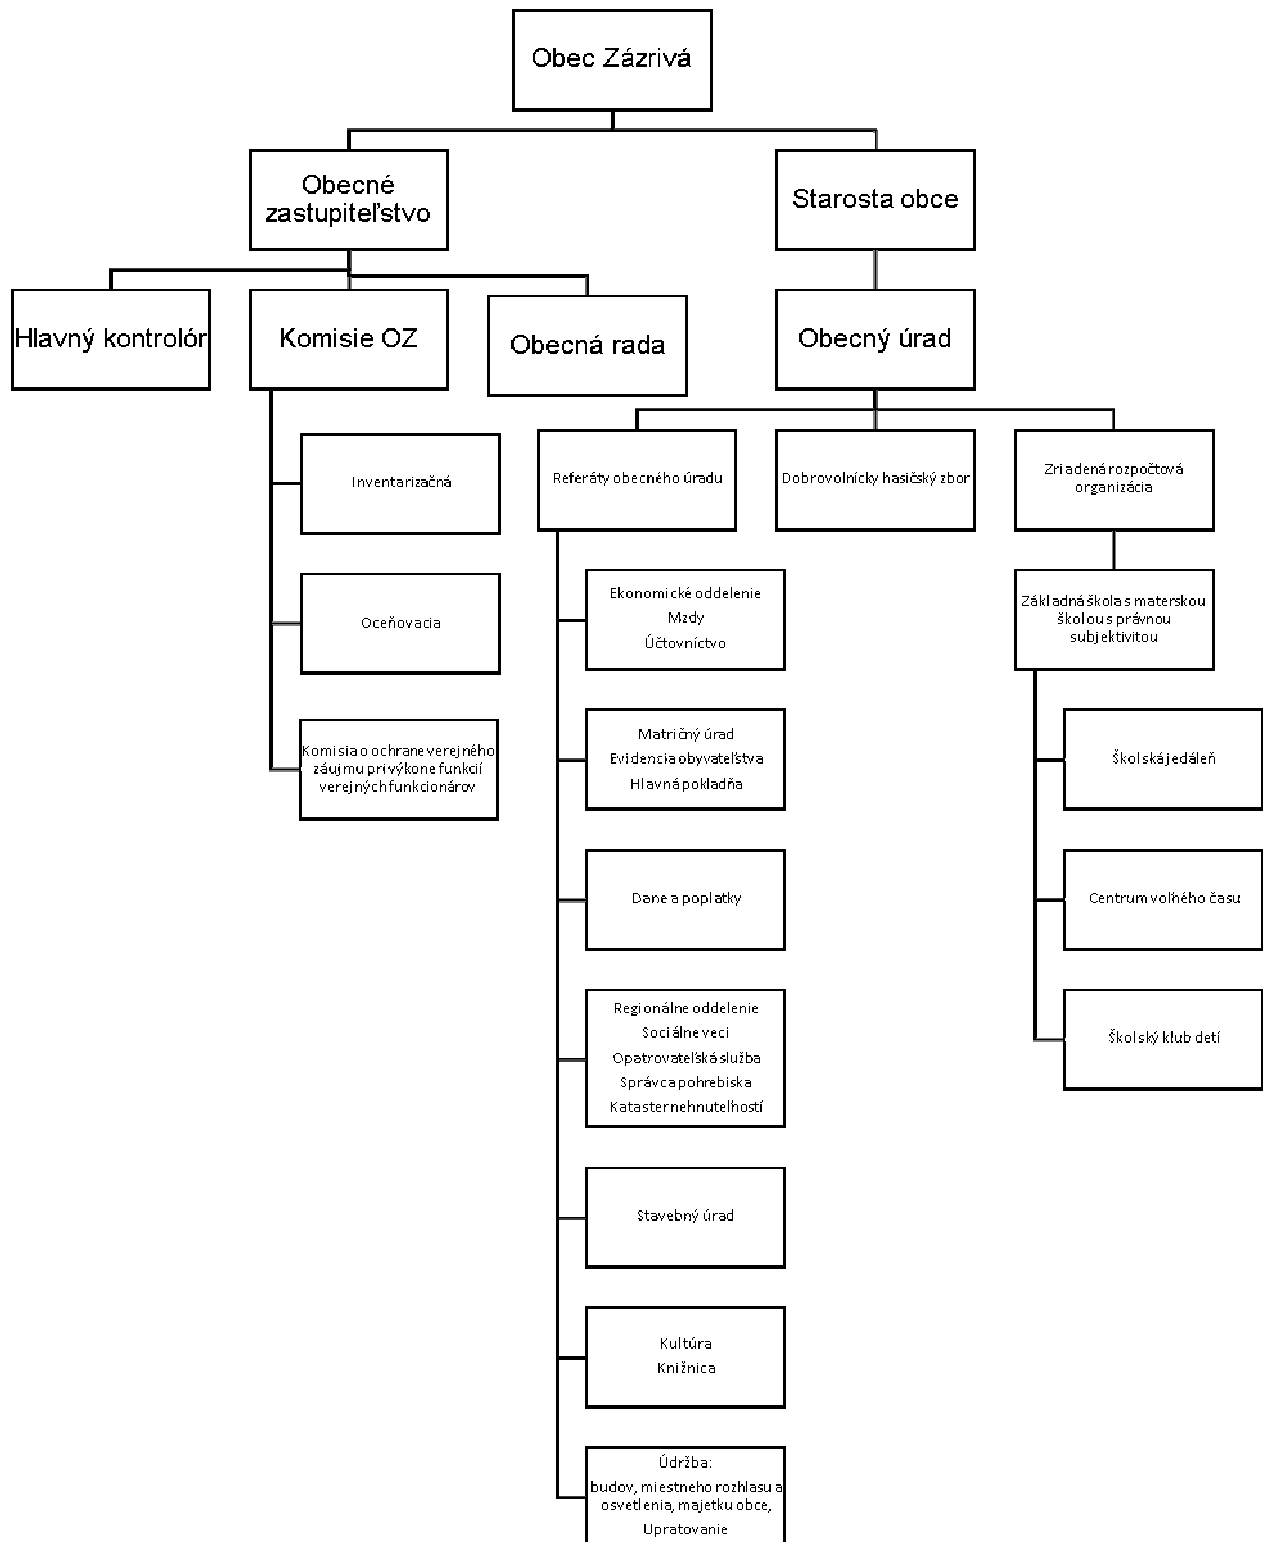 Obec Zázrivá
Obecné
zastupiteľstvo
Starosta obce
Hlavný kontrolór
Komisie OZ
Obecná rada
Obecný úrad
Inventarizačná
Oceňovacia
Komisia o ochrane verejného
záujmu pri výkone funkcií
verejných funkcionárov
Referáty obecného úradu
Dobrovolnícky hasičský zbor
Zriadená rozpočtová
organizácia
Ekonomické oddelenie
Mzdy
Účtovníctvo
Matričný úrad
Evidencia obyvateľstva
Hlavná pokladňa
Dane a poplatky
Regionálne oddelenie
Sociálne veci
Opatrovateľská služba
Správca pohrebiska
Kataster nehnuteľností
Stavebný úrad
Kultúra
Knižnica
Údržba:
budov, miestneho rozhlasu a
osvetlenia, majetku obce,
Upratovanie
Základná škola s materskou
školou s právnou
subjektivitou
Školská jedáleň
Centrum voľného času
Školský klub detí